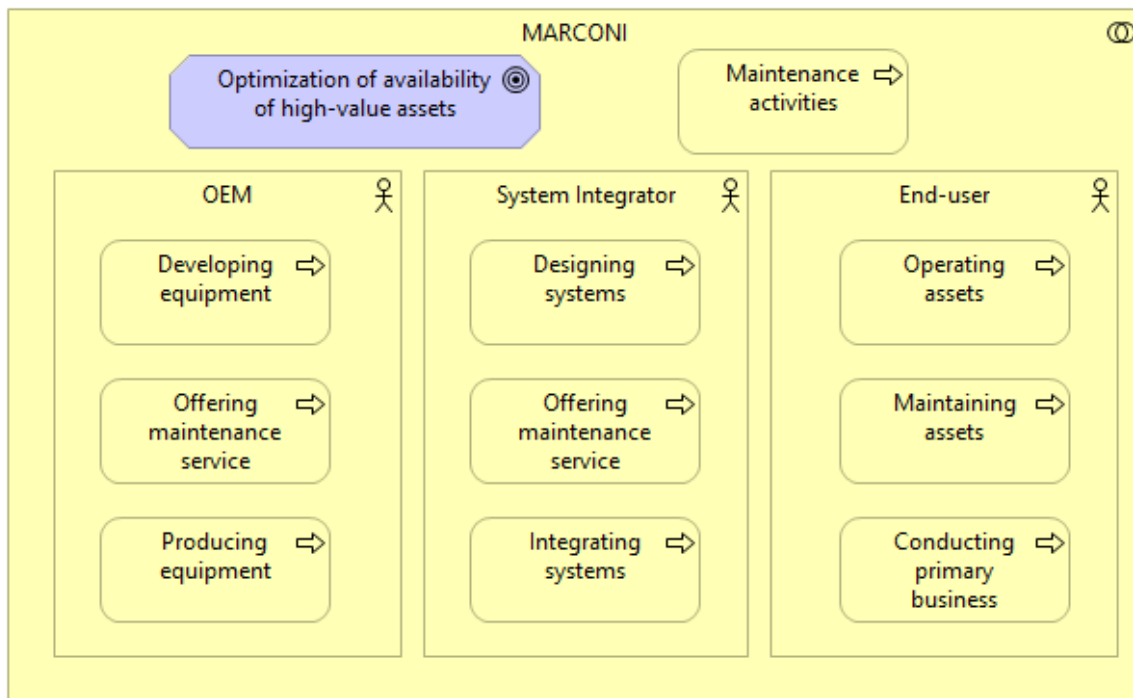 MARCONI
Optimization of availability
of high-value assets
Maintenance
activities
OEM
Developing
equipment
Offering
maintenance
service
Producing
equipment
System Integrator
Designing
systems
Offering
maintenance
service
Integrating
systems
End-user
Operating
assets
Maintaining
assets
Conducting
primary
business